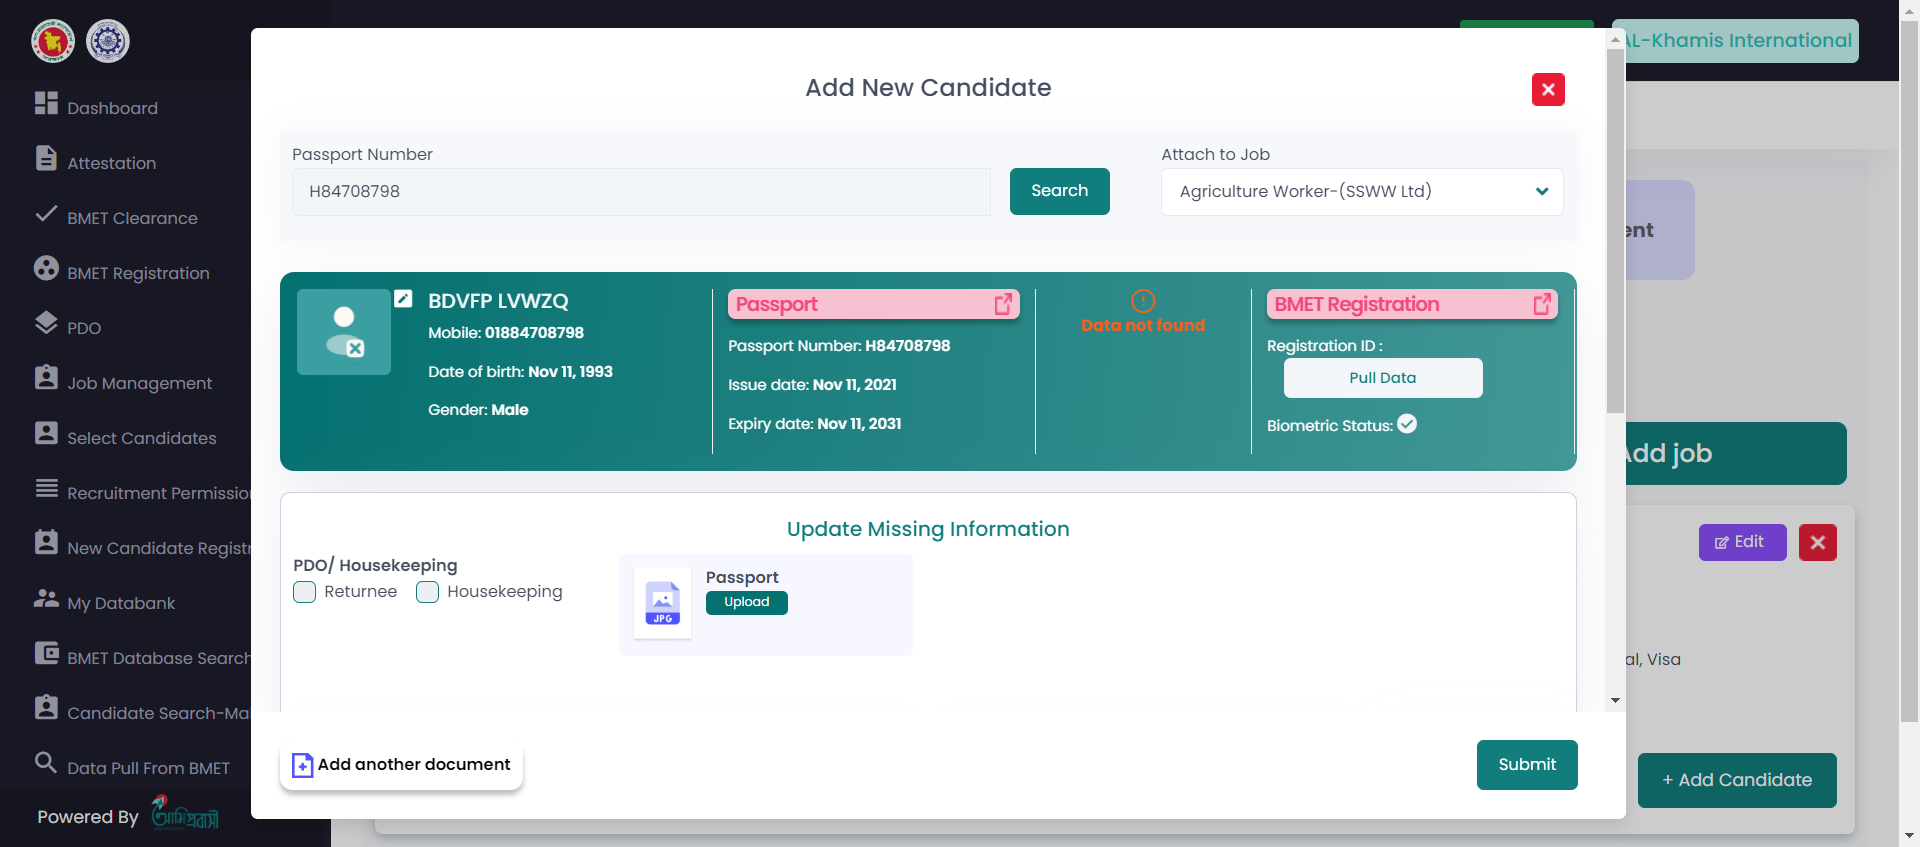 AL-Khamis International
Dashboard
Attestation
BMET Clearance
BMET Registration
PDO
Job Management
Select Candidates
Recruitment Permission
New Candidate Registr
My Databank
BMET Database Search
Candidate Search-Mal
Data Pull From BMET
Powered By
আমি প্রবাসী
Add New Candidate
Passport Number
H84708798
Search
Attach to Job
Agriculture Worker-(SSWW Ltd)
BDVFP LVWZQ
Mobile: 01884708798
Date of birth: Nov 11, 1993
Gender: Male
Passport
Passport Number: H84708798
Issue date: Nov 11, 2021
Expiry date: Nov 11, 2031
Data not found
BMET Registration
Registration ID :
Pull Data
Biometric Status:
Update Missing Information
PDO/ Housekeeping
Returnee
Housekeeping
JPG
Passport
Upload
Add another document
Submit
ent
Add job
Edit
al, Visa
+ Add Candidate